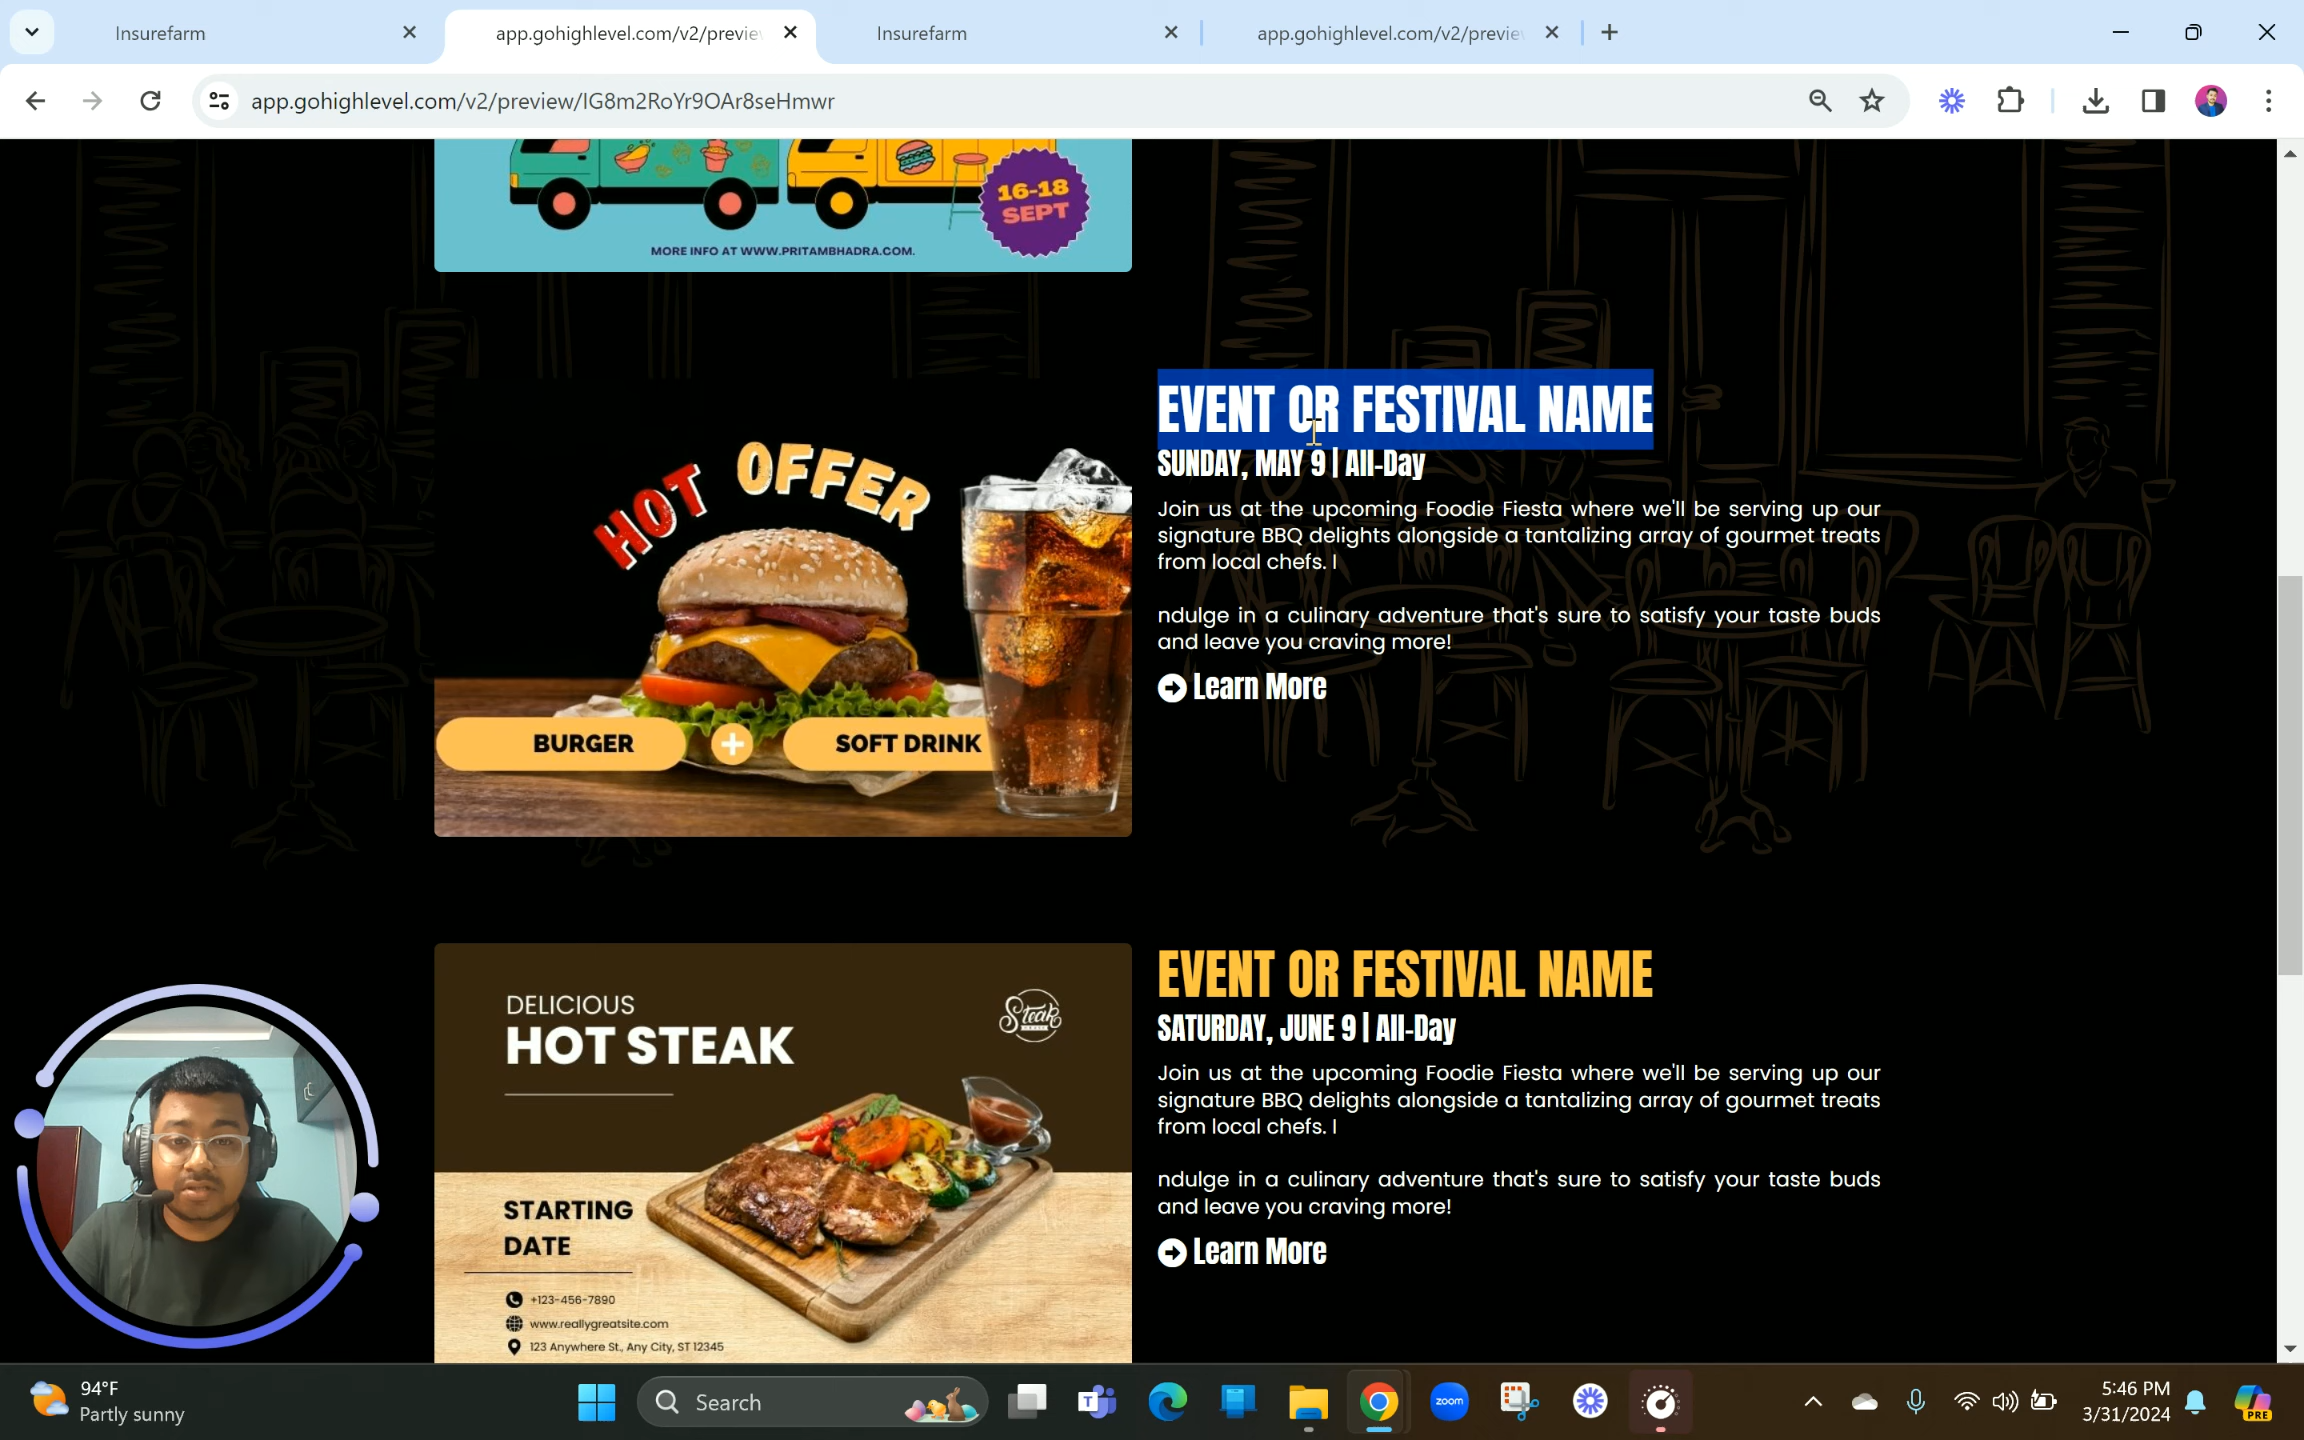 Insurefarm
app.gohighlevel.com/v2/previe
Insurefarm
app.gohighlevel.com/v2/previe
app.gohighlevel.com/v2/preview/IG8m2RoYr9OAr8seHmwr
16-18
SEPT
MORE INFO AT WWW.PRITAMBHADRA.COM.
HOT OFFER
BURGER + SOFT DRINK
EVENT OR FESTIVAL NAME
SUNDAY, MAY 9 | All-Day
Join us at the upcoming Foodie Fiesta where we'll be serving up our
signature BBQ delights alongside a tantalizing array of gourmet treats
from local chefs. I
ndulge in a culinary adventure that's sure to satisfy your taste buds
and leave you craving more!
Learn More
DELICIOUS
HOT STEAK
Steak
STARTING
DATE
+123-456-7890
www.reallygreatsite.com
123 Anywhere St., Any City, ST 12345
EVENT OR FESTIVAL NAME
SATURDAY, JUNE 9 | All-Day
Join us at the upcoming Foodie Fiesta where we'll be serving up our
signature BBQ delights alongside a tantalizing array of gourmet treats
from local chefs. I
ndulge in a culinary adventure that's sure to satisfy your taste buds
and leave you craving more!
Learn More
94°F
Partly sunny
Search
zoom
5:46 PM
3/31/2024
PRE